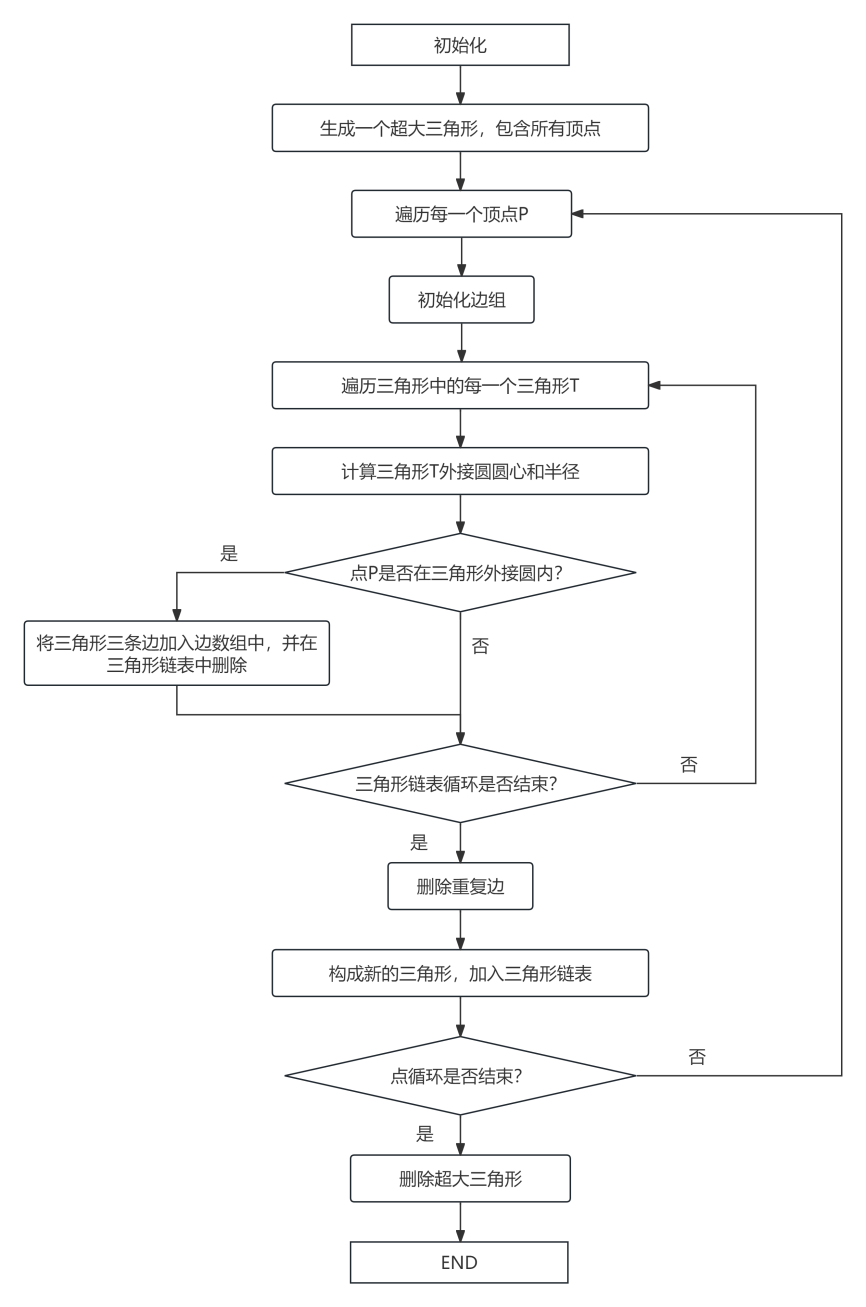 初始化
生成一个超大三角形，包含所有顶点
遍历每一个顶点P
初始化边组
遍历三角形中的每一个三角形T
计算三角形T外接圆圆心和半径
是
点P是否在三角形外接圆内？
将三角形三条边加入边数组中，并在
三角形链表中删除
否
否
三角形链表循环是否结束？
是
删除重复边
构成新的三角形，加入三角形链表
否
点循环是否结束？
是
删除超大三角形
END